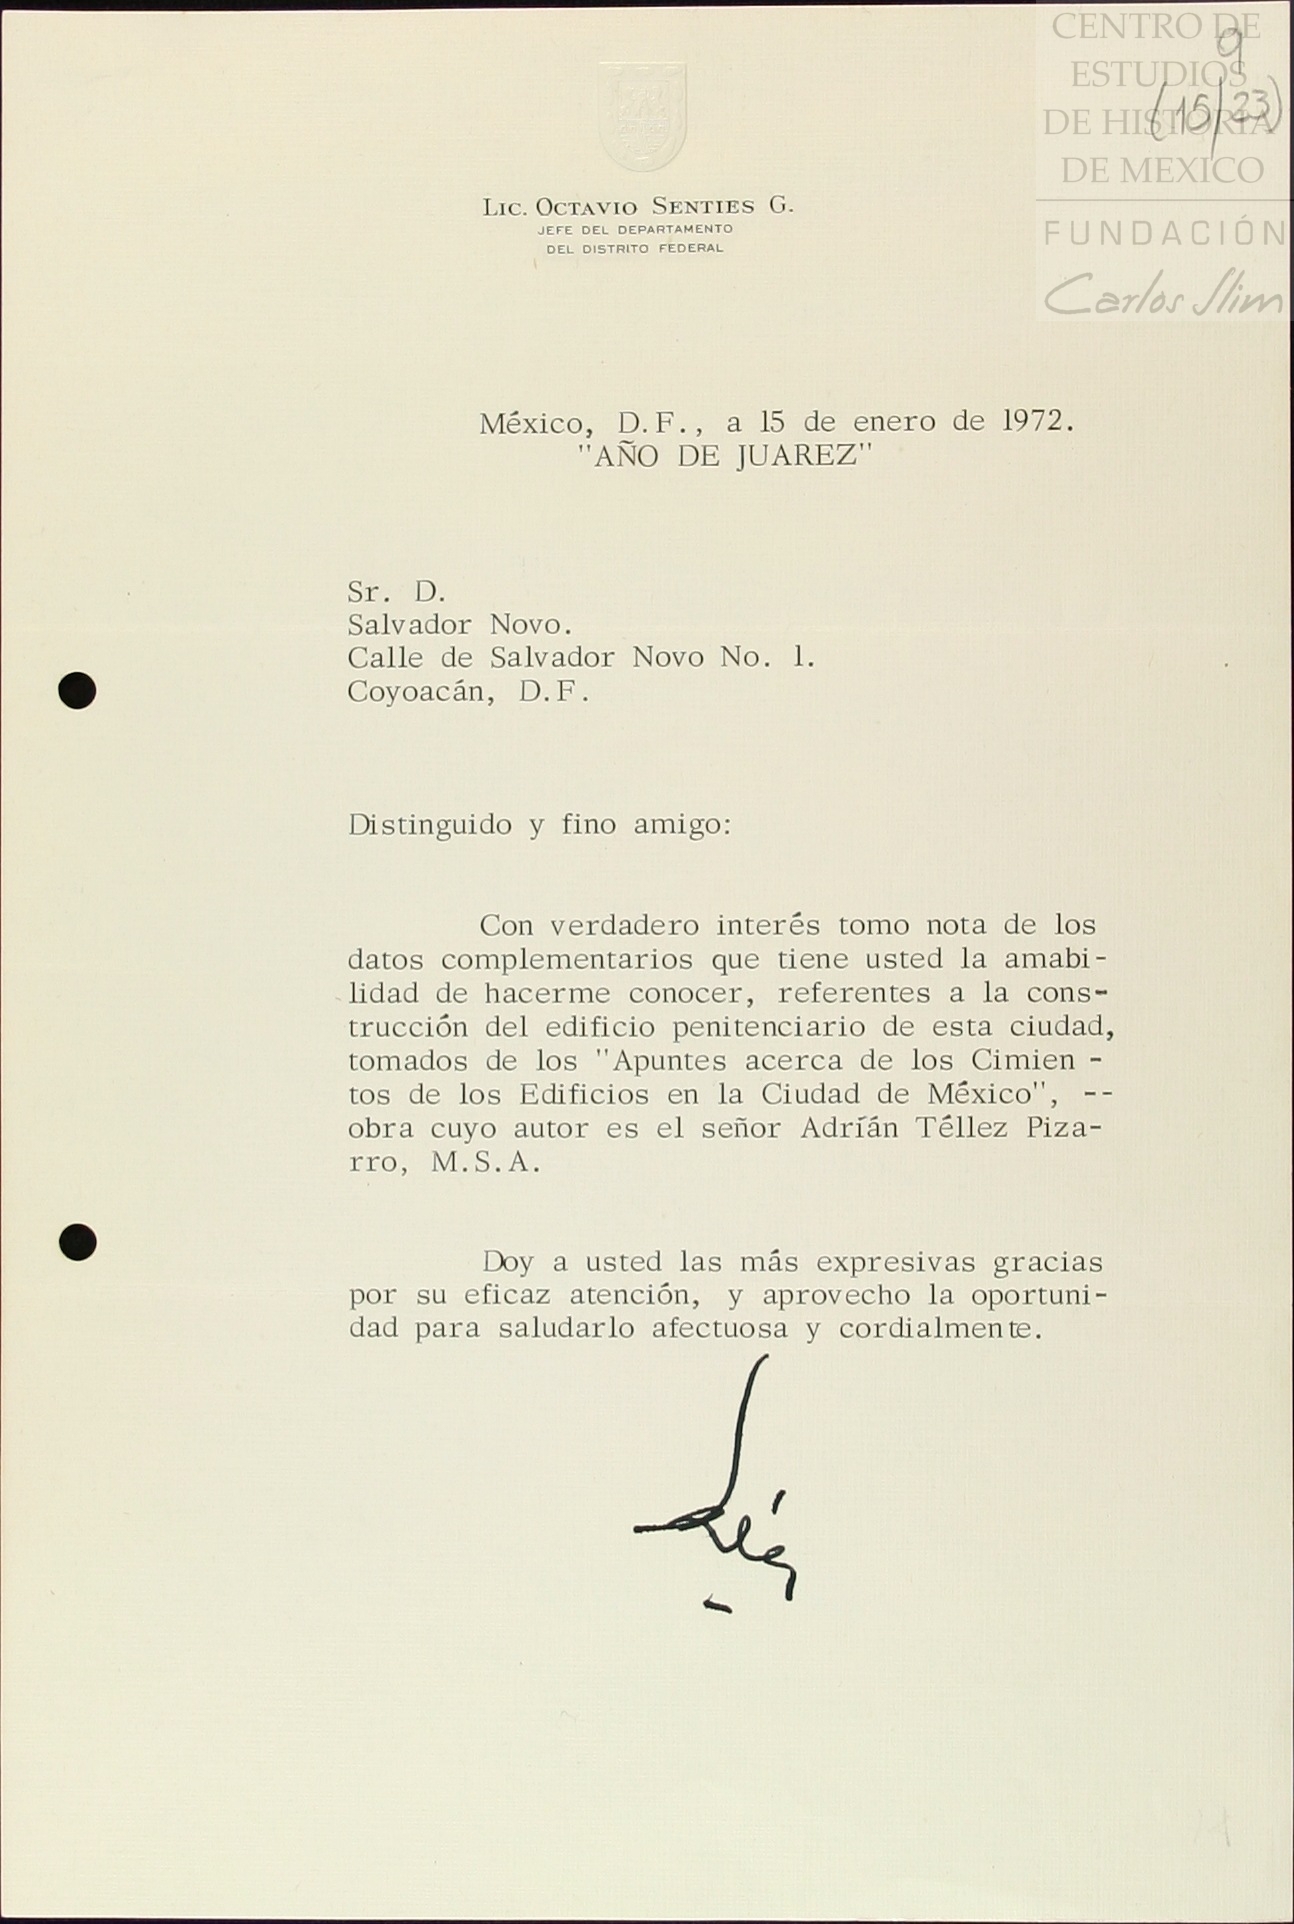 CENTRO DE
ESTUDIOS
DE HISTORIA
DE MEXICO
FUNDACIÓN
Carlos Slim
9
(15/23)
LIC. OCTAVIO SENTIES G.
JEFE DEL DEPARTAMENTO
DEL DISTRITO FEDERAL
México, D.F., a 15 de enero de 1972.
"AÑO DE JUAREZ"
Sr. D.
Salvador Novo.
Calle de Salvador Novo No. 1.
Coyoacán, D.F.
Distinguido y fino amigo:
Con verdadero interés tomo nota de los
datos complementarios que tiene usted la amabi-
lidad de hacerme conocer, referentes a la cons-
trucción del edificio penitenciario de esta ciudad,
tomados de los "Apuntes acerca de los Cimien -
tos de los Edificios en la Ciudad de México", --
obra cuyo autor es el señor Adrián Téllez Piza-
rro, M.S.A.
Doy a usted las más expresivas gracias
por su eficaz atención, y aprovecho la oportuni-
dad para saludarlo afectuosa y cordialmente.